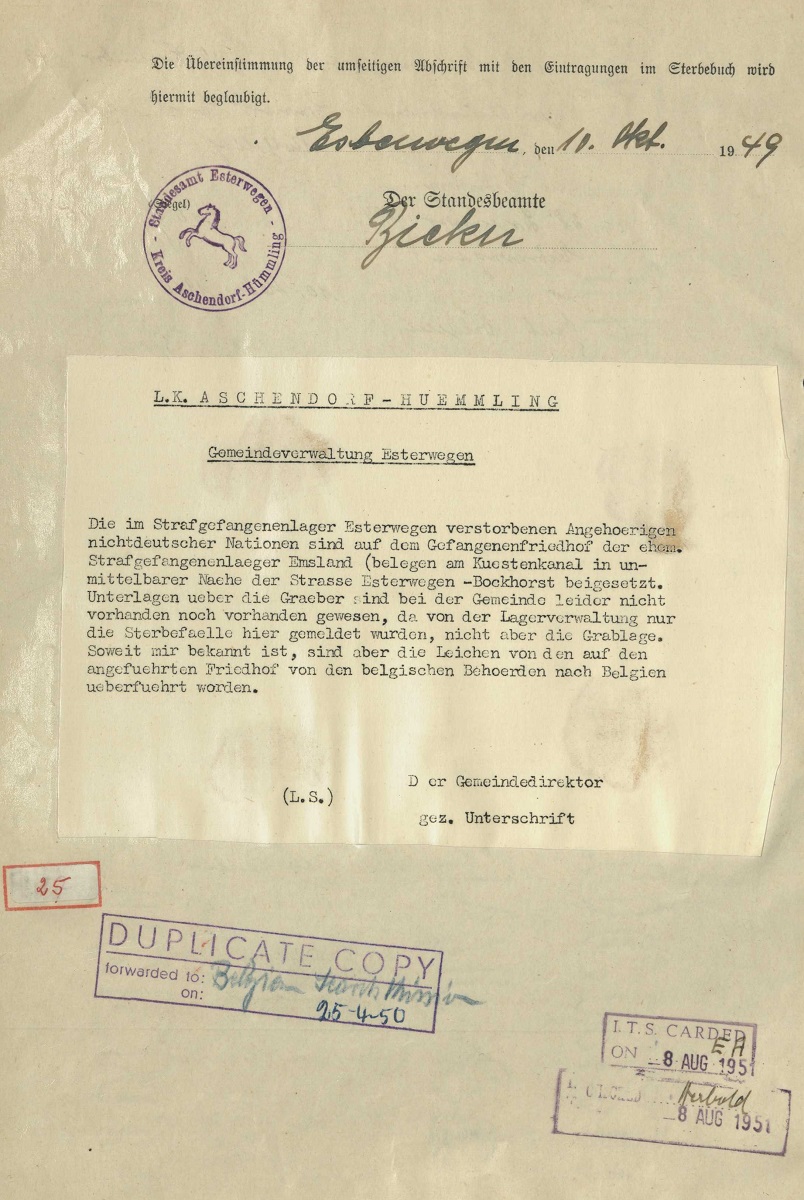 Die Übereinstimmung der umseitigen Abschrift mit den Eintragungen im Sterbebuch wird
hiermit beglaubigt.
Esterwegen, den 10. Okt. 1949
(Siegel)
Standesamt Esterwegen - Kreis Aschendorf-Hümmling -
Der Standesbeamte
L.K. ASCHENDORF-HUEMMLING
Gemeindeverwaltung Esterwegen
Die im Strafgefangenenlager Esterwegen verstorbenen Angehoerigen
nichtdeutscher Nationen sind auf dem Gefangenenfriedhof der ehem.
Strafgefangenlaeger Emsland (belegen am Kuestenkanal in un-
mittelbarer Naehe der Strasse Esterwegen -Bockhorst beigesetzt.
Unterlagen ueber die Graeber sind bei der Gemeinde leider nicht
vorhanden noch vorhanden gewesen, da von der Lagerverwaltung nur
die Sterbefaelle hier gemeldet wurden, nicht aber die Grablage.
Soweit mir bekannt ist, sind aber die Leichen von den auf den
angefuehrten Friedhof von den belgischen Behoerden nach Belgien
ueberfuehrt worden.
(L.S.)
D er Gemeindedirektor
gez. Unterschrift
25
DUPLICATE COPY
forwarded to: Belgian Search Mission
on: 25-4-50
I.T.S. CARDED
ON 8 AUG 1951
EH
Herbold
8 AUG 1951